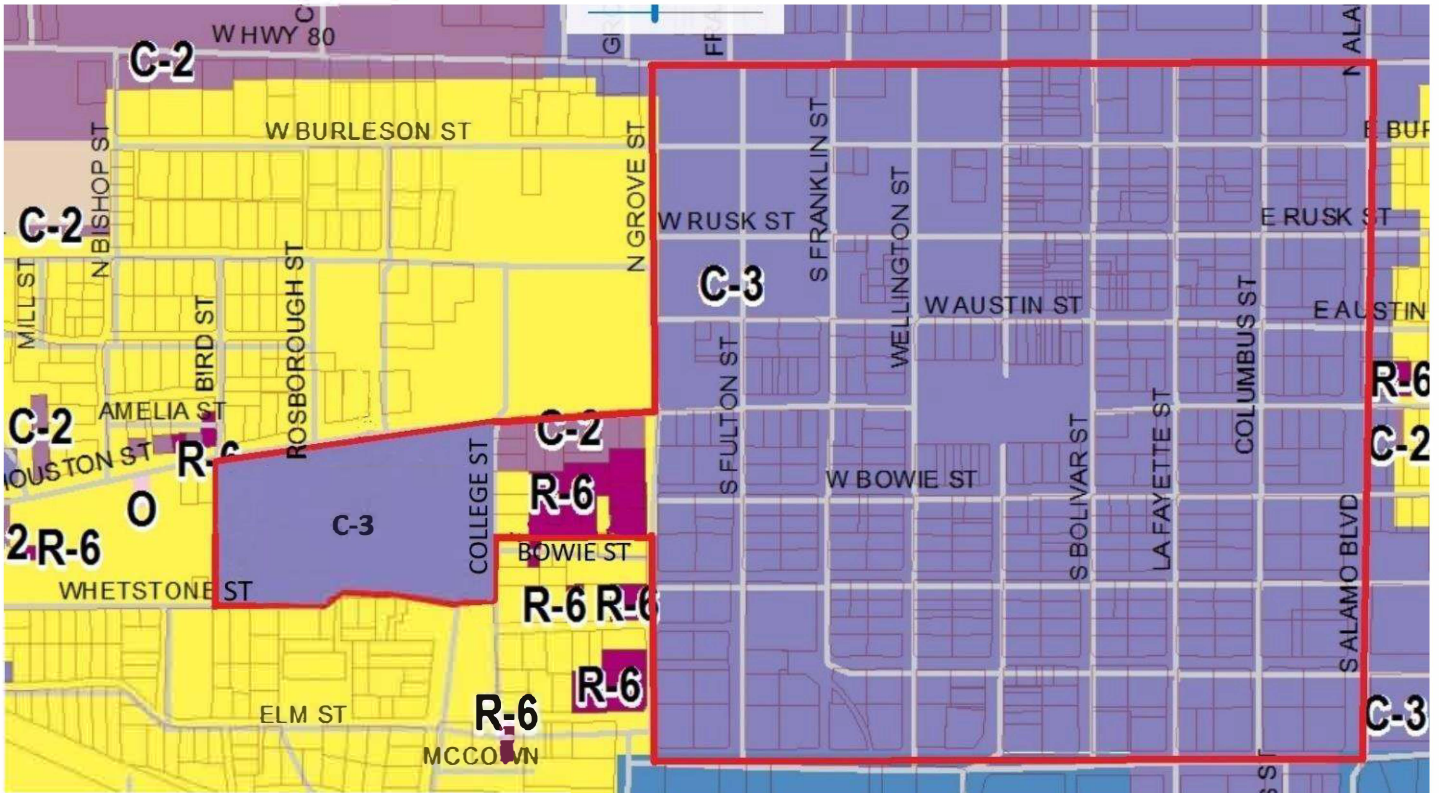 W HWY 80
C-2
N ALA
W BURLESON ST
E BUR
N BISHOP ST
N GROVE ST
S FRANKLIN ST
C-2
W RUSK ST
E RUSK ST
WELLINGTON ST
C-3
MILL ST
BIRD ST
ROSBOROUGH ST
W AUSTIN ST
COLUMBUS ST
E AUSTIN
S FULTON ST
R-6
AMELIA ST
C-2
C-2
LA FAYETTE ST
C-2
HOUSTON ST
R-6
COLLEGE ST
S BOLIVAR ST
W BOWIE ST
R-6
O
C-3
S ALAMO BLVD
2
R-6
BOWIE ST
WHETSTONE ST
R-6
R-6
R-6
ELM ST
R-6
C-3
MCCOWN